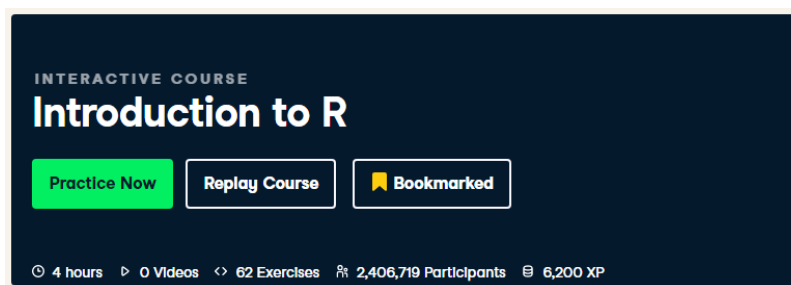 INTERACTIVE COURSE
Introduction to R
Practice Now Replay Course Bookmarked
4 hours 0 Videos 62 Exercises 2,406,719 Participants 6,200 XP